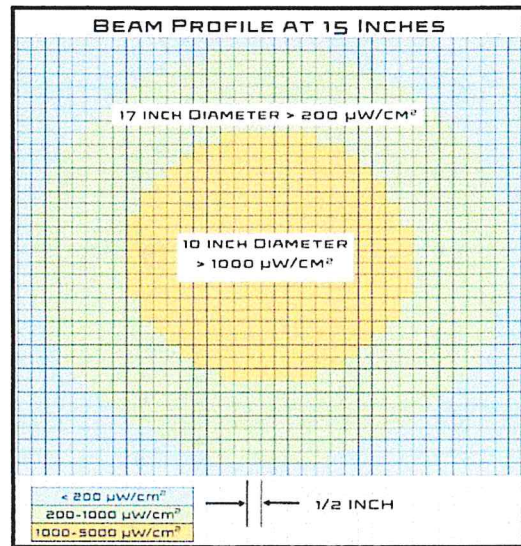 BEAM PROFILE AT 15 INCHES
17 INCH DIAMETER > 200 µW/CM²
10 INCH DIAMETER
> 1000 µW/CM²
< 200 µW/cm²
200-1000 µW/cm²
1000-5000 µW/cm²
1/2 INCH